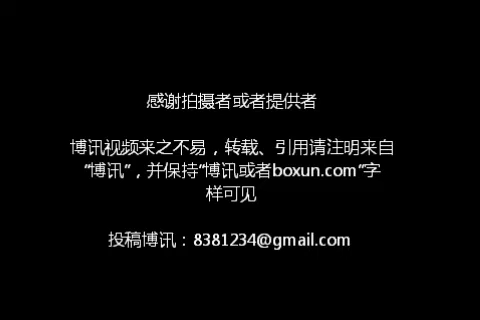 感谢拍摄者或者提供者
博讯视频来之不易，转载、引用请注明来自
“博讯”，并保持“博讯或者boxun.com”字
样可见
投稿博讯：8381234@gmail.com